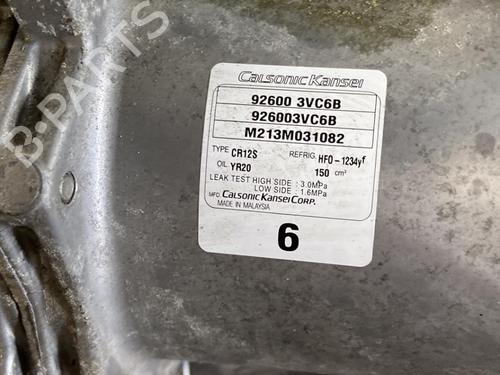 B-PARTS
Calsonic Kansei
92600 3VC6B
926003VC6B
M213M031082
TYPE CR12S REFRIG. HFO-1234yf
OIL YR20 150 cm³
LEAK TEST HIGH SIDE : 3.0MPa
LOW SIDE : 1.6MPa
MFD. Calsonic Kansei Corp.
MADE IN MALAYSIA
6